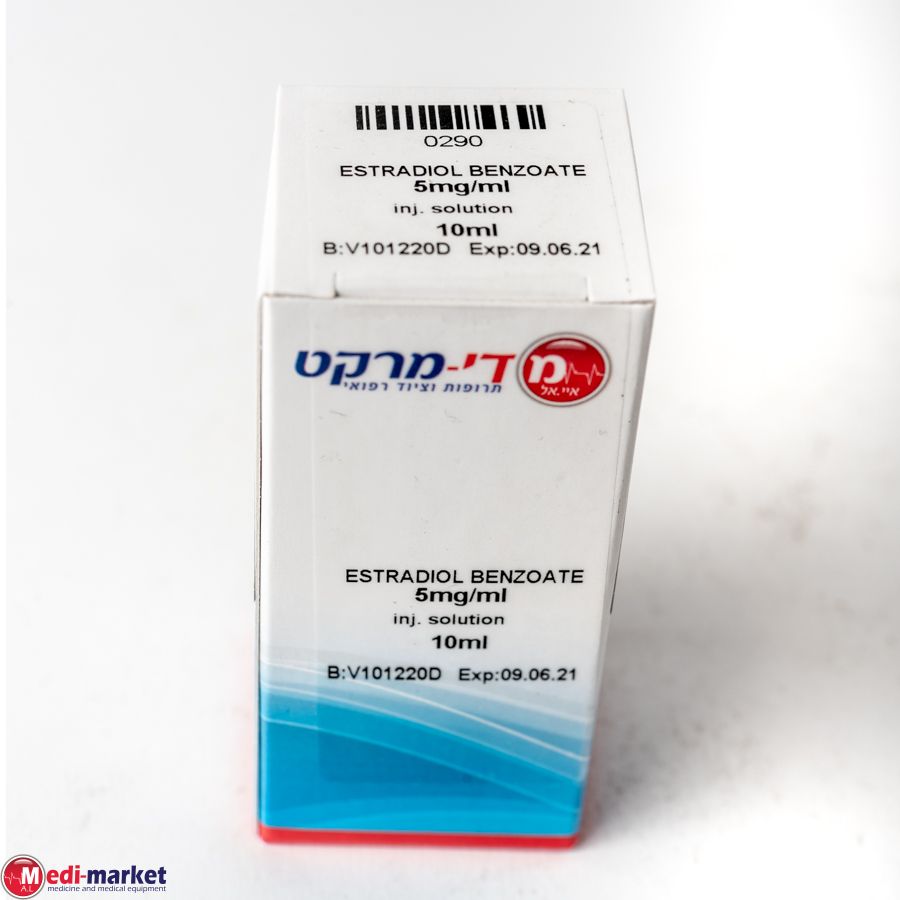 0290
ESTRADIOL BENZOATE
5mg/ml
inj. solution
10ml
B:V101220D Exp:09.06.21
מדי-מרקט
איי.אל
תרופות וציוד רפואי
ESTRADIOL BENZOATE
5mg/ml
inj. solution
10ml
B:V101220D Exp:09.06.21
Medi-market
A.L
medicine and medical equipment